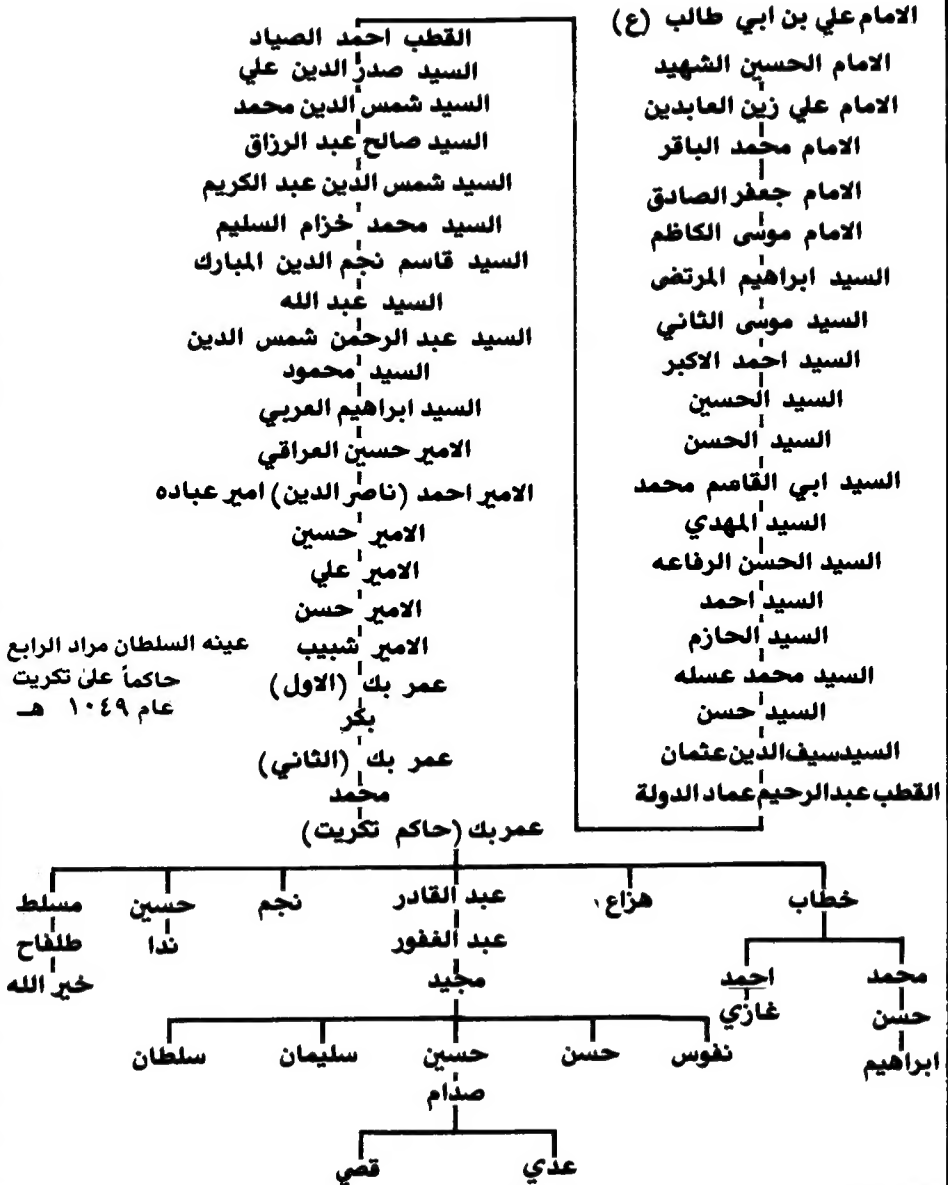 الامام علي بن ابي طالب (ع)
الامام الحسين الشهيد
الامام علي زين العابدين
الامام محمد الباقر
الامام جعفر الصادق
الامام موسى الكاظم
السيد ابراهيم المرتضى
السيد موسى الثاني
السيد احمد الاكبر
السيد الحسين
السيد الحسن
السيد ابي القاسم محمد
السيد المهدي
السيد الحسن الرفاعه
السيد احمد
السيد الحازم
السيد محمد عسله
السيد حسن
السيد سيف الدين عثمان
القطب عبد الرحيم عماد الدولة
القطب احمد الصياد
السيد صدر الدين علي
السيد شمس الدين محمد
السيد صالح عبد الرزاق
السيد شمس الدين عبد الكريم
السيد محمد خزام السليم
السيد قاسم نجم الدين المبارك
السيد عبد الله
السيد عبد الرحمن شمس الدين
السيد محمود
السيد ابراهيم العربي
الامير حسين العراقي
الامير احمد (ناصر الدين) امير عباده
الامير حسين
الامير علي
الامير حسن
الامير شبيب
عينه السلطان مراد الرابع
حاكماً على تكريت
عام ١٠٤٩ هـ
عمر بك (الاول)
بكر
عمر بك (الثاني)
محمد
عمر بك (حاكم تكريت)
خطاب هزاع عبد القادر نجم حسين مسلط
عبد الغفور ندا طلفاح
محمد احمد مجيد خير الله
حسن غازي
ابراهيم
نفوس حسن حسين سليمان سلطان
صدام
عدي قصي